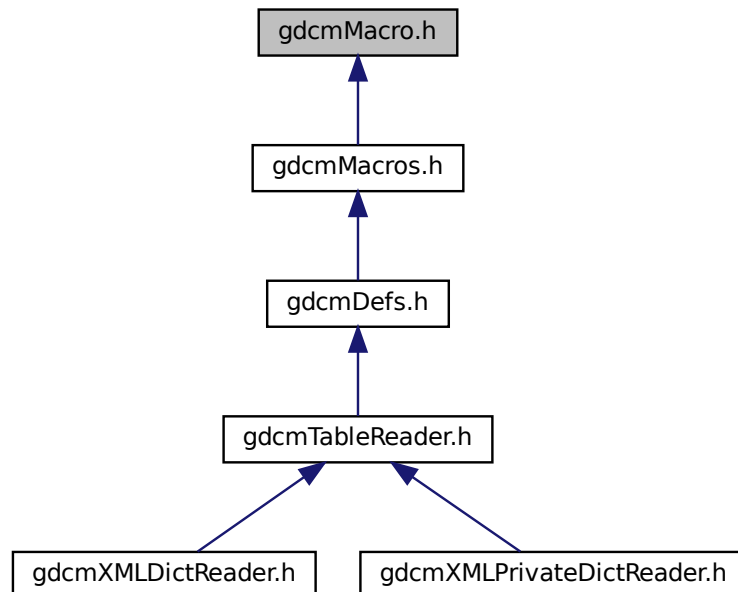 gdcmMacro.h
gdcmMacros.h
gdcmDefs.h
gdcmTableReader.h
gdcmXMLDictReader.h
gdcmXMLPrivateDictReader.h